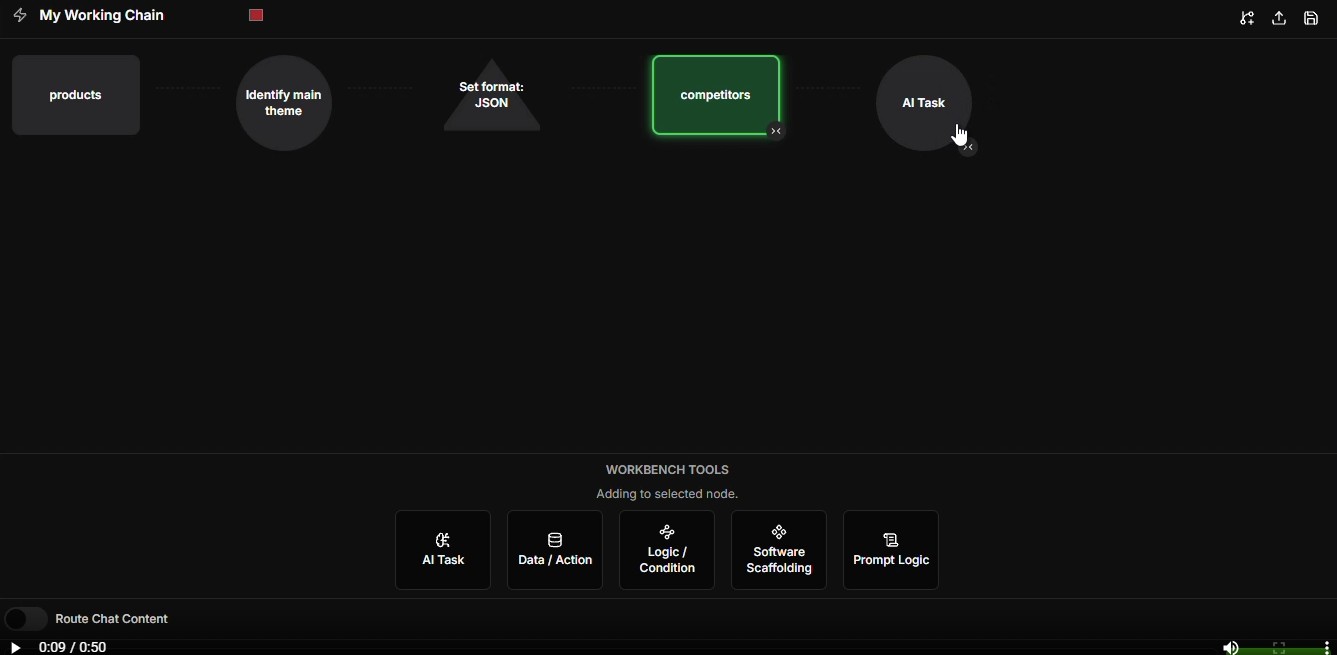 My Working Chain
products
Identify main
theme
Set format:
JSON
competitors
AI Task
WORKBENCH TOOLS
Adding to selected node.
AI Task
Data / Action
Logic /
Condition
Software
Scaffolding
Prompt Logic
Route Chat Content
0:09 / 0:50